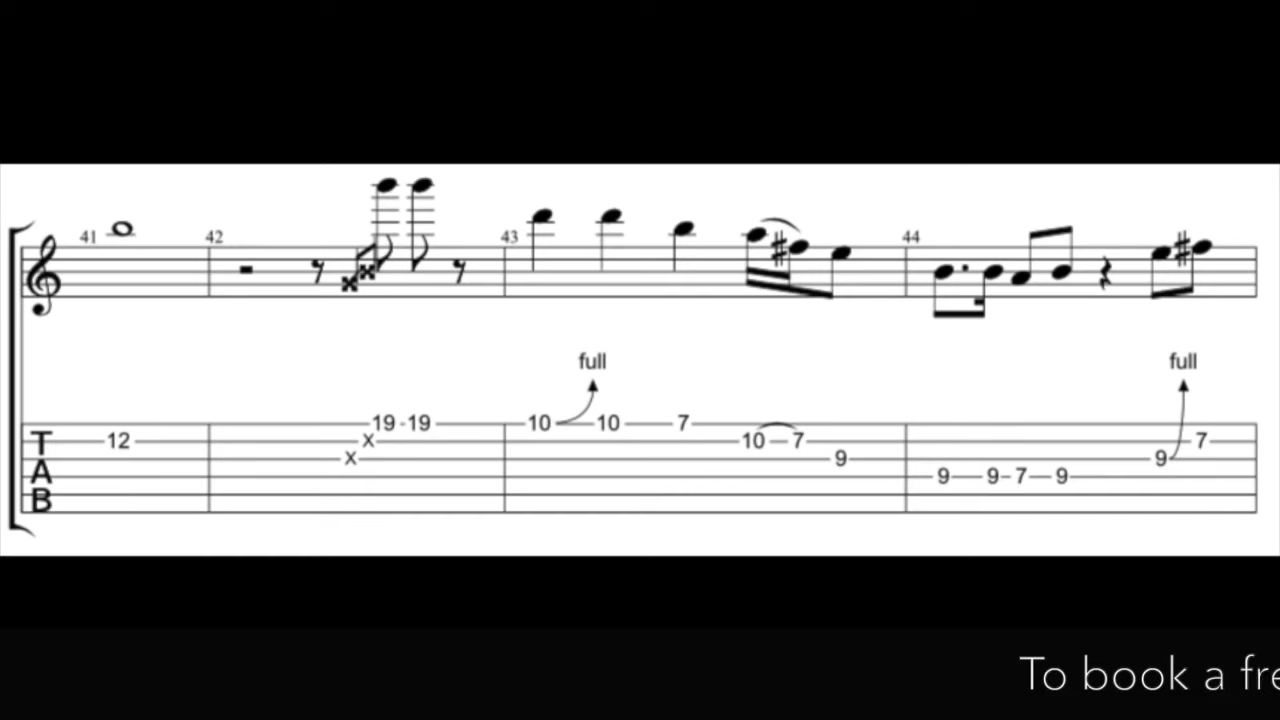 41 42 43 44
full full
19 19 10 10 7
T 12 x 10 7 7
x 9 9
A 9 9 7 9
B
To book a fre